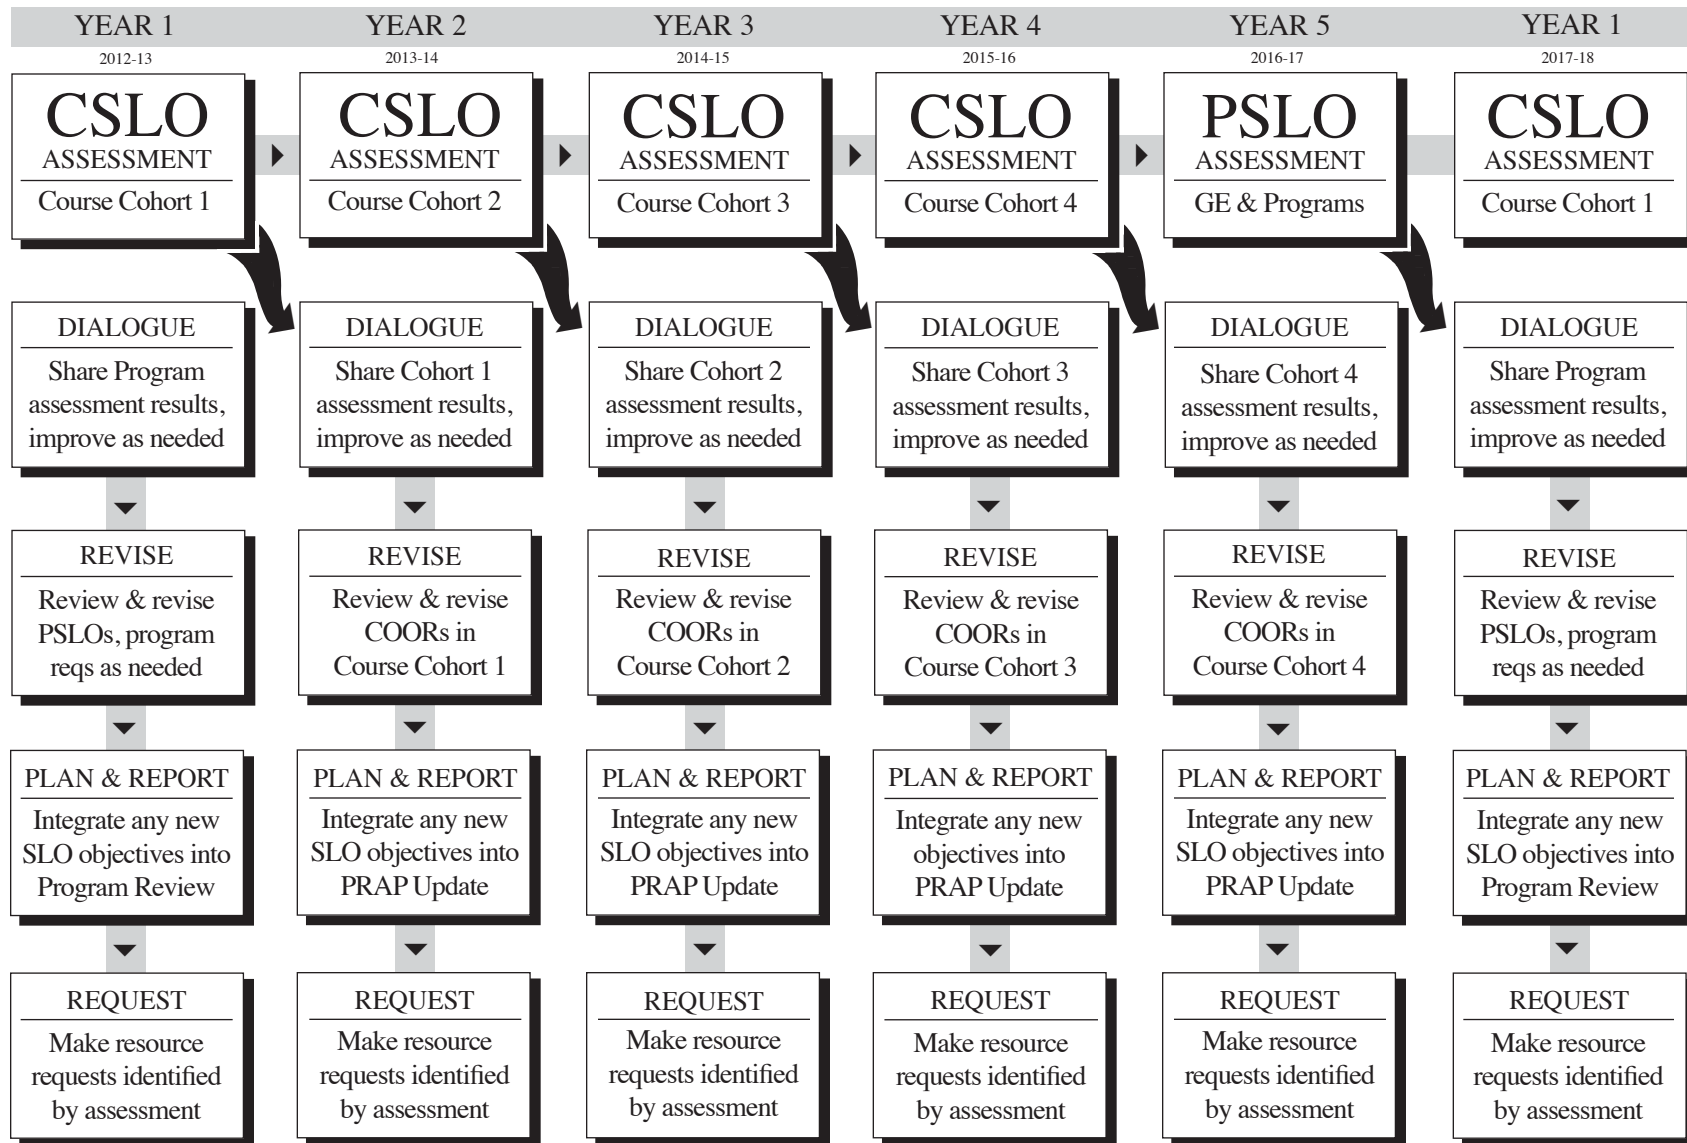 YEAR 1
YEAR 2
YEAR 3
YEAR 4
YEAR 5
YEAR 1
2012-13
2013-14
2014-15
2015-16
2016-17
2017-18
CSLO
ASSESSMENT
Course Cohort 1
CSLO
ASSESSMENT
Course Cohort 2
CSLO
ASSESSMENT
Course Cohort 3
CSLO
ASSESSMENT
Course Cohort 4
PSLO
ASSESSMENT
GE & Programs
CSLO
ASSESSMENT
Course Cohort 1
DIALOGUE
Share Program
assessment results,
improve as needed
DIALOGUE
Share Cohort 1
assessment results,
improve as needed
DIALOGUE
Share Cohort 2
assessment results,
improve as needed
DIALOGUE
Share Cohort 3
assessment results,
improve as needed
DIALOGUE
Share Cohort 4
assessment results,
improve as needed
DIALOGUE
Share Program
assessment results,
improve as needed
REVISE
Review & revise
PSLOs, program
reqs as needed
REVISE
Review & revise
COORs in
Course Cohort 1
REVISE
Review & revise
COORs in
Course Cohort 2
REVISE
Review & revise
COORs in
Course Cohort 3
REVISE
Review & revise
COORs in
Course Cohort 4
REVISE
Review & revise
PSLOs, program
reqs as needed
PLAN & REPORT
Integrate any new
SLO objectives into
Program Review
PLAN & REPORT
Integrate any new
SLO objectives into
PRAP Update
PLAN & REPORT
Integrate any new
SLO objectives into
PRAP Update
PLAN & REPORT
Integrate any new
objectives into
PRAP Update
PLAN & REPORT
Integrate any new
SLO objectives into
PRAP Update
PLAN & REPORT
Integrate any new
SLO objectives into
Program Review
REQUEST
Make resource
requests identified
by assessment
REQUEST
Make resource
requests identified
by assessment
REQUEST
Make resource
requests identified
by assessment
REQUEST
Make resource
requests identified
by assessment
REQUEST
Make resource
requests identified
by assessment
REQUEST
Make resource
requests identified
by assessment